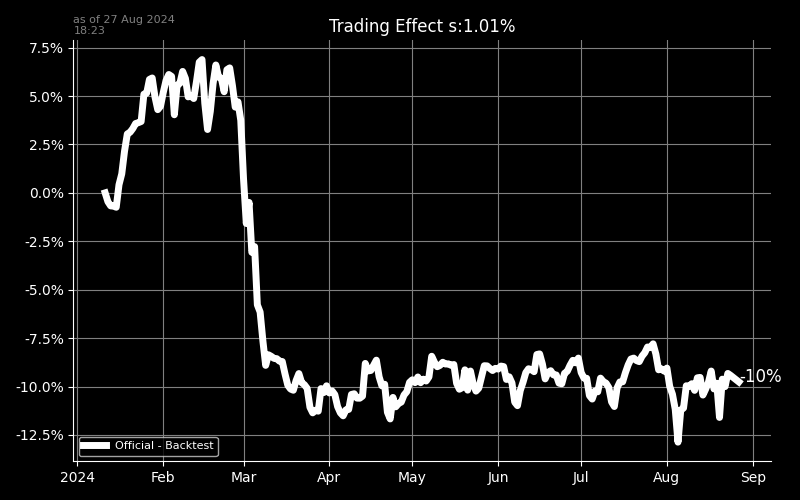 as of 27 Aug 2024
18:23
Trading Effect s:1.01%
7.5%
5.0%
2.5%
0.0%
-2.5%
-5.0%
-7.5%
-10.0%
-12.5%
-10%
Official - Backtest
2024 Feb Mar Apr May Jun Jul Aug Sep